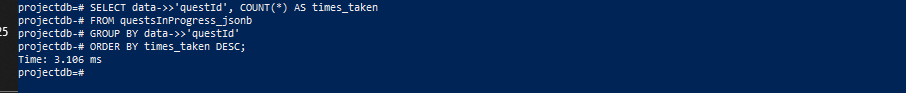 projectdb=# SELECT data->>'questId', COUNT(*) AS times_taken
projectdb-# FROM questsInProgress_jsonb
projectdb-# GROUP BY data->>'questId'
25
projectdb-# ORDER BY times_taken DESC;
Time: 3.106 ms
projectdb=#